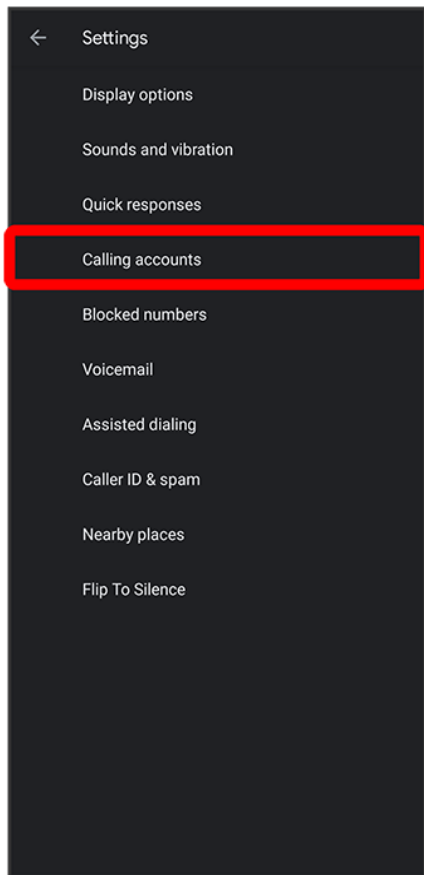 Settings
Display options
Sounds and vibration
Quick responses
Calling accounts
Blocked numbers
Voicemail
Assisted dialing
Caller ID & spam
Nearby places
Flip To Silence